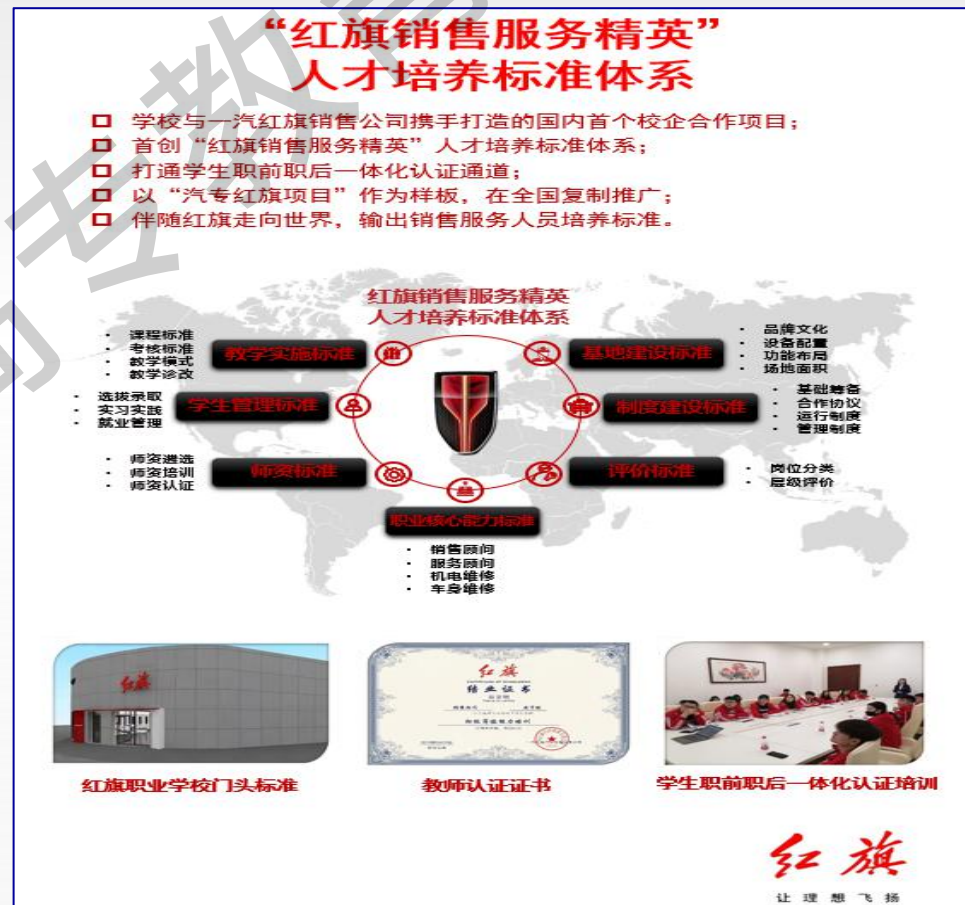 “红旗销售服务精英”
人才培养标准体系
学校与一汽红旗销售公司携手打造的国内首个校企合作项目；
首创“红旗销售服务精英”人才培养标准体系；
打通学生职前职后一体化认证通道；
以“汽专红旗项目”作为样板，在全国复制推广；
伴随红旗走向世界，输出销售服务人员培养标准。
红旗销售服务精英
人才培养标准体系
· 课程标准
· 考核标准
· 教学模式
· 教学诊改
教学实施标准
基地建设标准
· 品牌文化
· 设备配置
· 功能布局
· 场地面积
· 选拔录取
· 实习实践
· 就业管理
学生管理标准
制度建设标准
· 基础筹备
· 合作协议
· 运行制度
· 管理制度
· 师资遴选
· 师资培训
· 师资认证
师资标准
评价标准
· 岗位分类
· 层级评价
职业核心能力标准
· 销售顾问
· 服务顾问
· 机电维修
· 车身维修
红旗
红旗
结业证书
红旗职业学校门头标准
教师认证证书
学生职前职后一体化认证培训
红旗
让理想飞扬
专教育